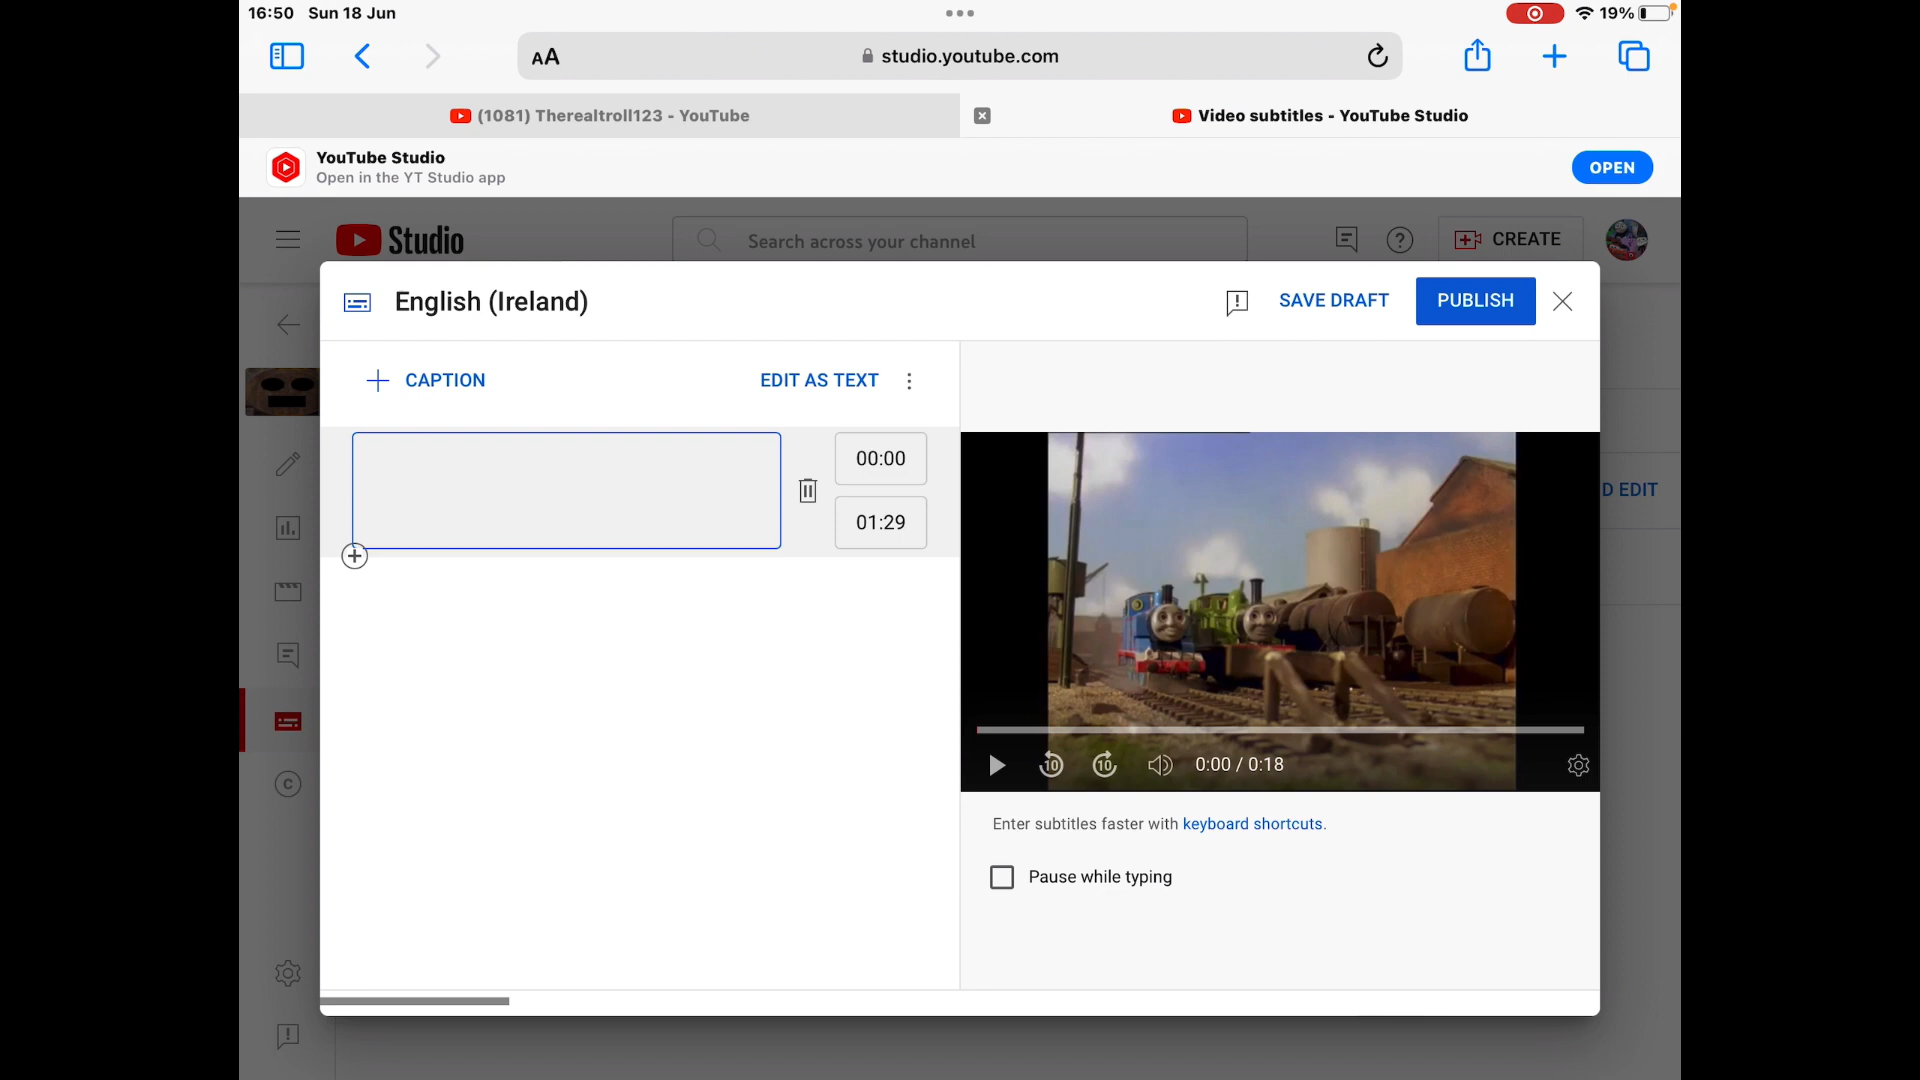 16:50 Sun 18 Jun
19%
AA
studio.youtube.com
(1081) Therealtroll123 - YouTube
Video subtitles - YouTube Studio
YouTube Studio
Open in the YT Studio app
OPEN
Studio
Search across your channel
CREATE
English (Ireland)
SAVE DRAFT
PUBLISH
CAPTION
EDIT AS TEXT
00:00
01:29
D EDIT
10
10
0:00 / 0:18
Enter subtitles faster with keyboard shortcuts.
Pause while typing